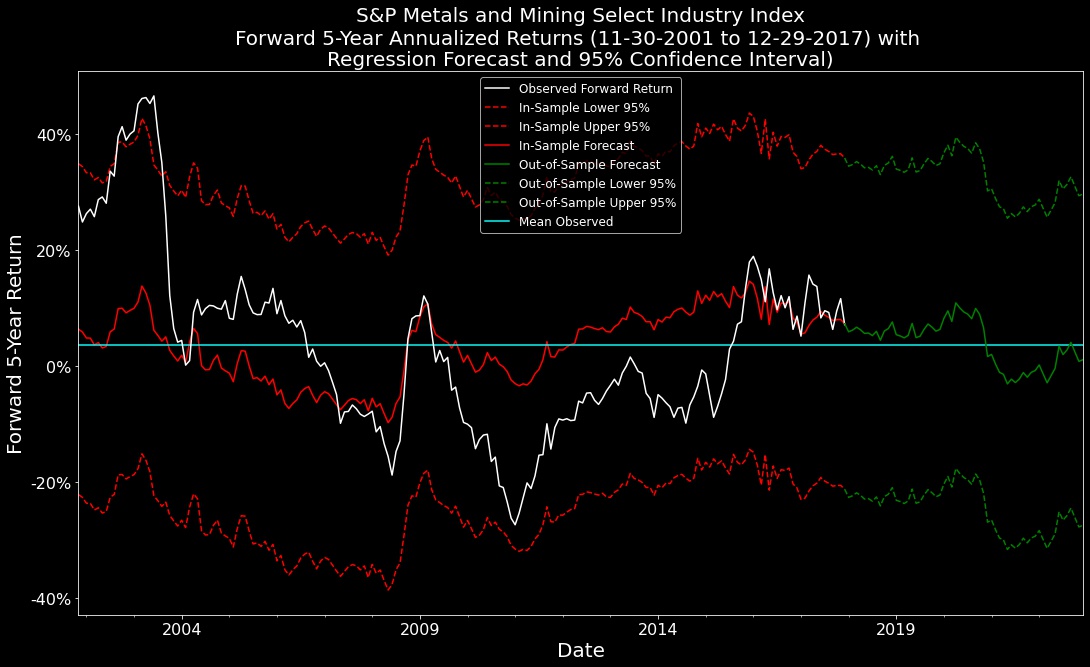 S&P Metals and Mining Select Industry Index
Forward 5-Year Annualized Returns (11-30-2001 to 12-29-2017) with
Regression Forecast and 95% Confidence Interval)
Observed Forward Return
In-Sample Lower 95%
In-Sample Upper 95%
In-Sample Forecast
Out-of-Sample Forecast
Out-of-Sample Lower 95%
Out-of-Sample Upper 95%
Mean Observed
Forward 5-Year Return
40%
20%
0%
-20%
-40%
2004
2009
2014
2019
Date